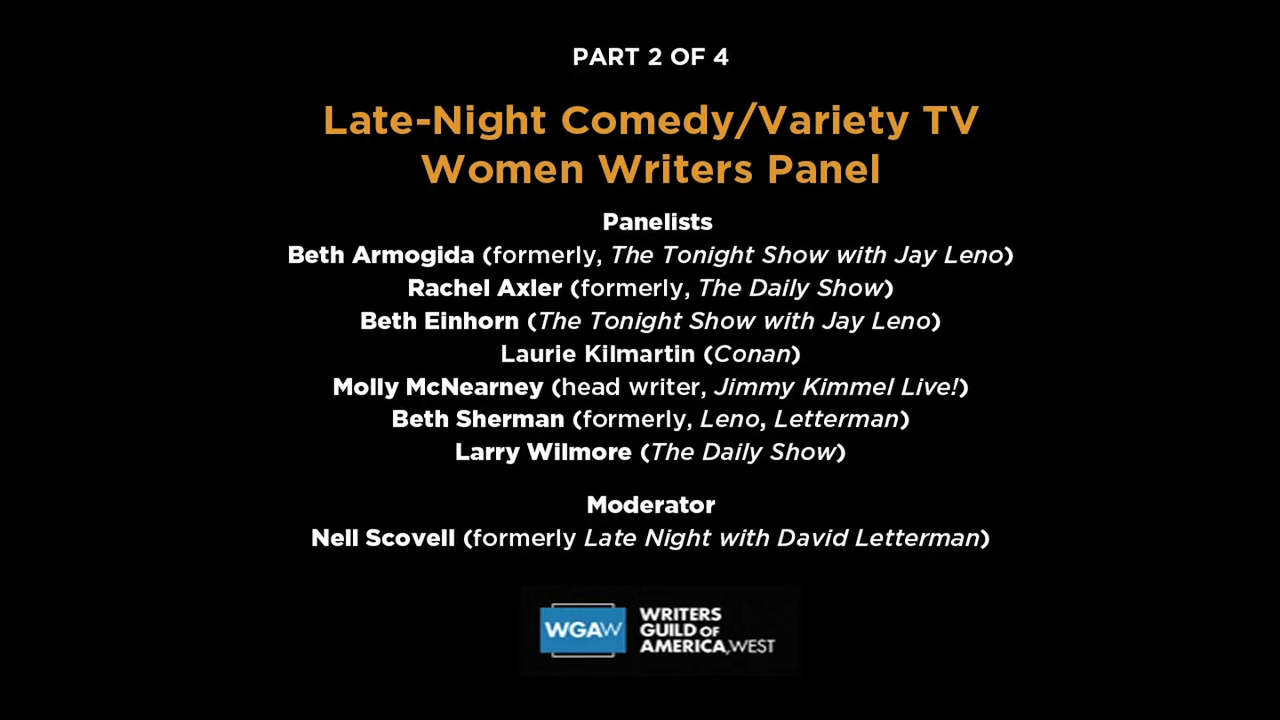 PART 2 OF 4
Late-Night Comedy/Variety TV
Women Writers Panel
Panelists
Beth Armogida (formerly, The Tonight Show with Jay Leno)
Rachel Axler (formerly, The Daily Show)
Beth Einhorn (The Tonight Show with Jay Leno)
Laurie Kilmartin (Conan)
Molly McNearney (head writer, Jimmy Kimmel Live!)
Beth Sherman (formerly, Leno, Letterman)
Larry Wilmore (The Daily Show)
Moderator
Nell Scovell (formerly Late Night with David Letterman)
WGAW
WRITERS
GUILD OF
AMERICA, WEST